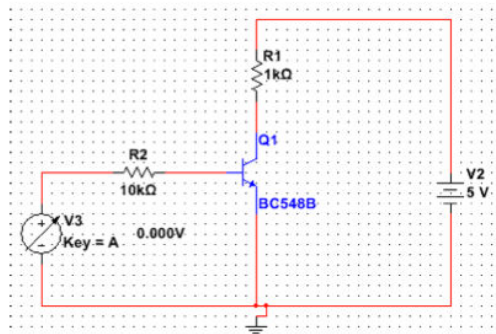 R1
1kΩ
Q1
R2
10kΩ
BC548B
V2
5 V
V3
Key = A
0.000V